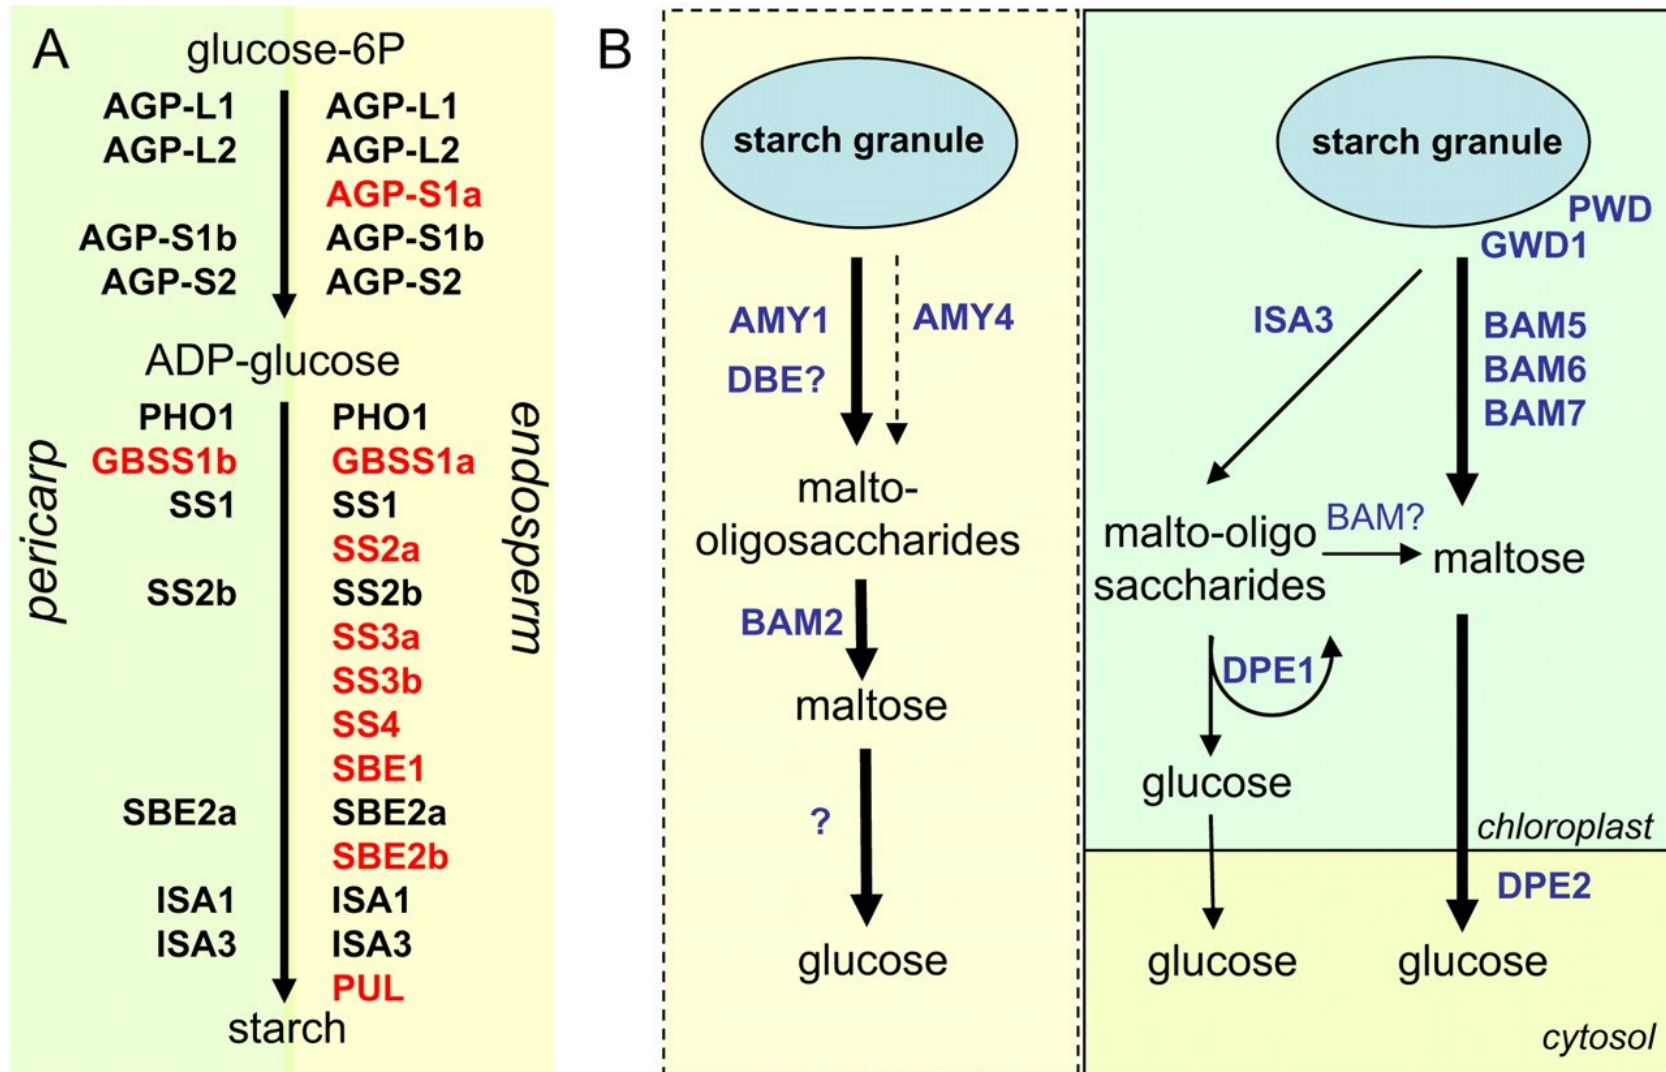 A
glucose-6P
AGP-L1 AGP-L1
AGP-L2 AGP-L2
AGP-S1a
AGP-S1b AGP-S1b
AGP-S2 AGP-S2
ADP-glucose
pericarp
endosperm
PHO1 PHO1
GBSS1b GBSS1a
SS1 SS1
SS2a
SS2b SS2b
SS3a
SS3b
SS4
SBE1
SBE2a SBE2a
SBE2b
ISA1 ISA1
ISA3 ISA3
PUL
starch
B
starch granule
AMY1 AMY4
DBE?
malto-
oligosaccharides
BAM2
maltose
?
glucose
starch granule
PWD
GWD1
ISA3
BAM5
BAM6
BAM7
malto-oligo
saccharides
BAM?
maltose
DPE1
glucose
chloroplast
DPE2
glucose glucose
cytosol